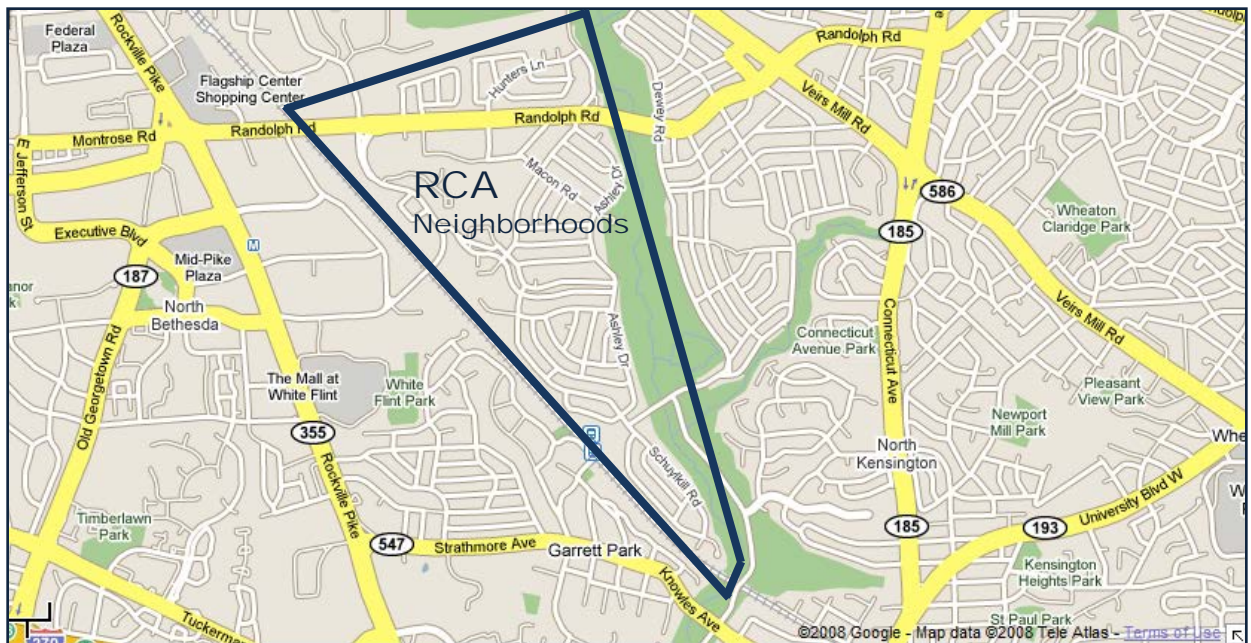 Federal
Plaza
Rockville Pike
Flagship Center
Shopping Center
Hunters Ln
Randolph Rd
Randolph Rd
Randolph Rd
Montrose Rd
Dewey Rd
Veirs Mill Rd
E Jefferson St
Macon Rd
Ashley Dr
RCA
Neighborhoods
586
Wheaton
Claridge Park
185
Executive Blvd
M
Mid-Pike
Plaza
187
North
Bethesda
Old Georgetown Rd
Ashley Dr
Connecticut
Avenue Park
Connecticut Ave
Veirs Mill Rd
The Mall at
White Flint
White
Flint Park
Pleasant
View Park
Newport
Mill Park
355
Rockville Pike
North
Kensington
Schuylkill Rd
University Blvd W
Timberlawn
Park
185
193
547
Strathmore Ave
Garrett Park
Knowles Ave
Kensington
Heights Park
Tuckerman
St Paul Park
270
©2008 Google - Map data ©2008 Tele Atlas - Terms of Use